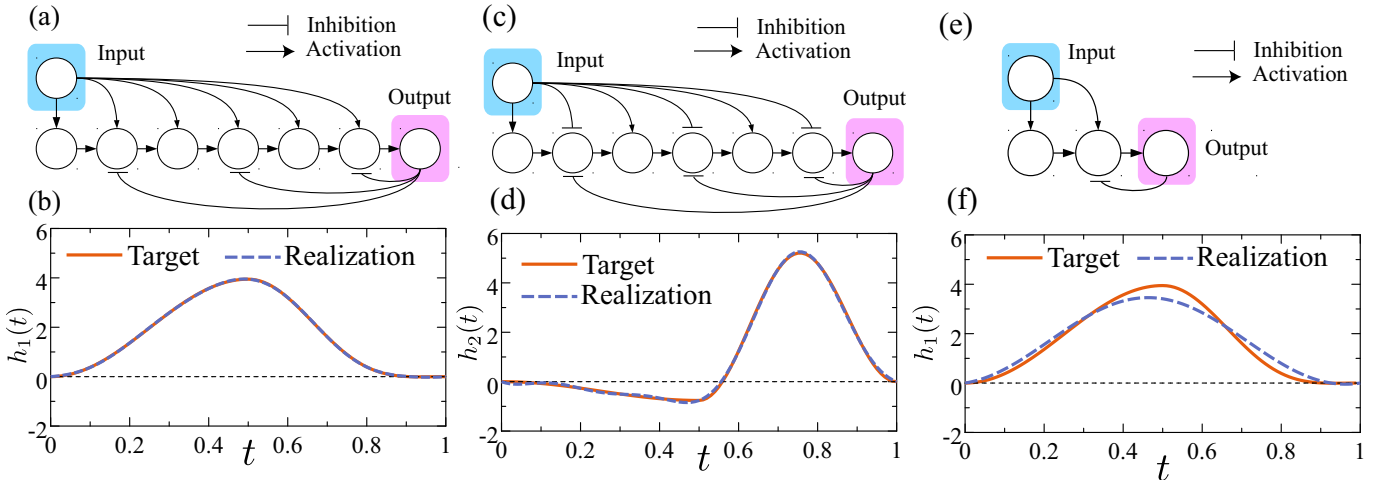 (a)
Inhibition
Activation
Input
Output
(b)
6
4
2
0
-2
h₁(t)
Target
Realization
0
0.2
0.4
0.6
0.8
1
t
(c)
Inhibition
Activation
Input
Output
(d)
6
4
2
0
-2
h₂(t)
Target
Realization
0
0.2
0.4
0.6
0.8
1
t
(e)
Inhibition
Activation
Input
Output
(f)
6
4
2
0
-2
h₁(t)
Target
Realization
0
0.2
0.4
0.6
0.8
1
t